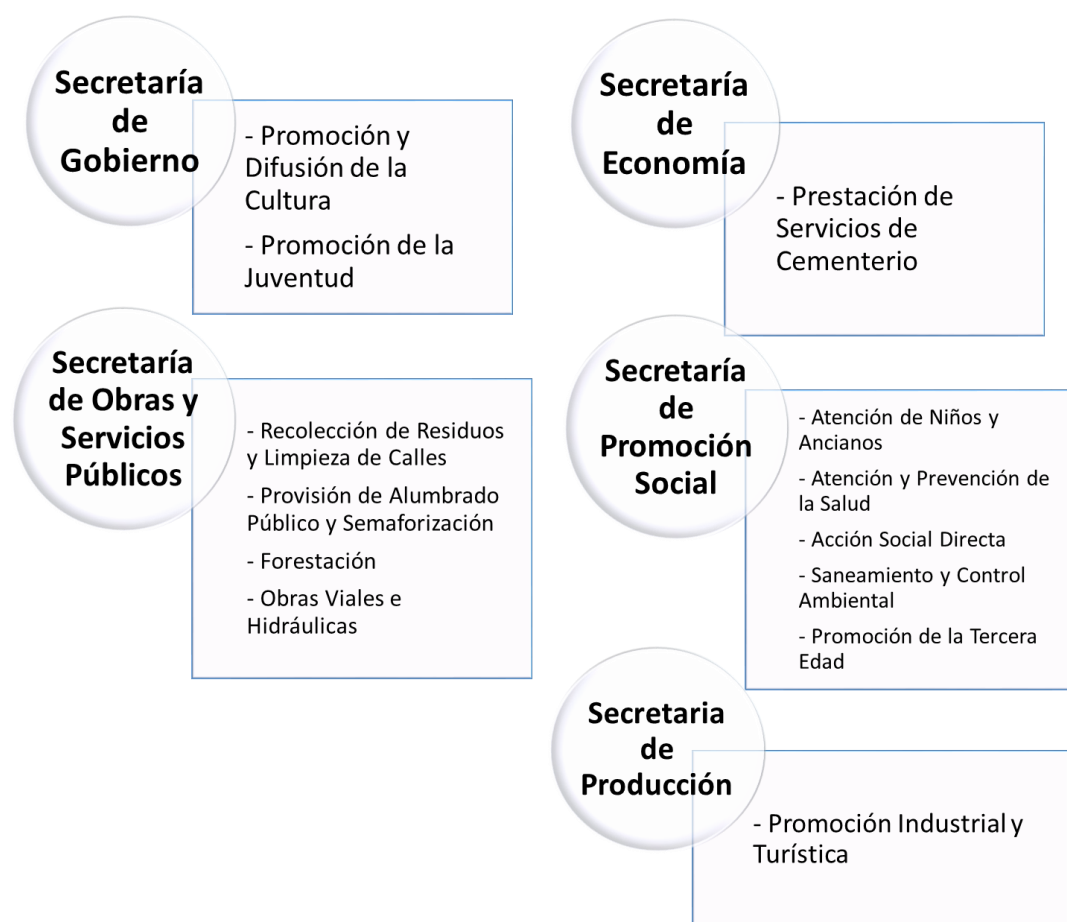 Secretaría
de
Gobierno
- Promoción y
Difusión de la
Cultura
- Promoción de la
Juventud
Secretaría
de
Economía
- Prestación de
Servicios de
Cementerio
Secretaría
de Obras y
Servicios
Públicos
- Recolección de Residuos
y Limpieza de Calles
- Provisión de Alumbrado
Público y Semaforización
- Forestación
- Obras Viales e
Hidráulicas
Secretaría
de
Promoción
Social
- Atención de Niños y
Ancianos
- Atención y Prevención de
la Salud
- Acción Social Directa
- Saneamiento y Control
Ambiental
- Promoción de la Tercera
Edad
Secretaria
de
Producción
- Promoción Industrial y
Turística